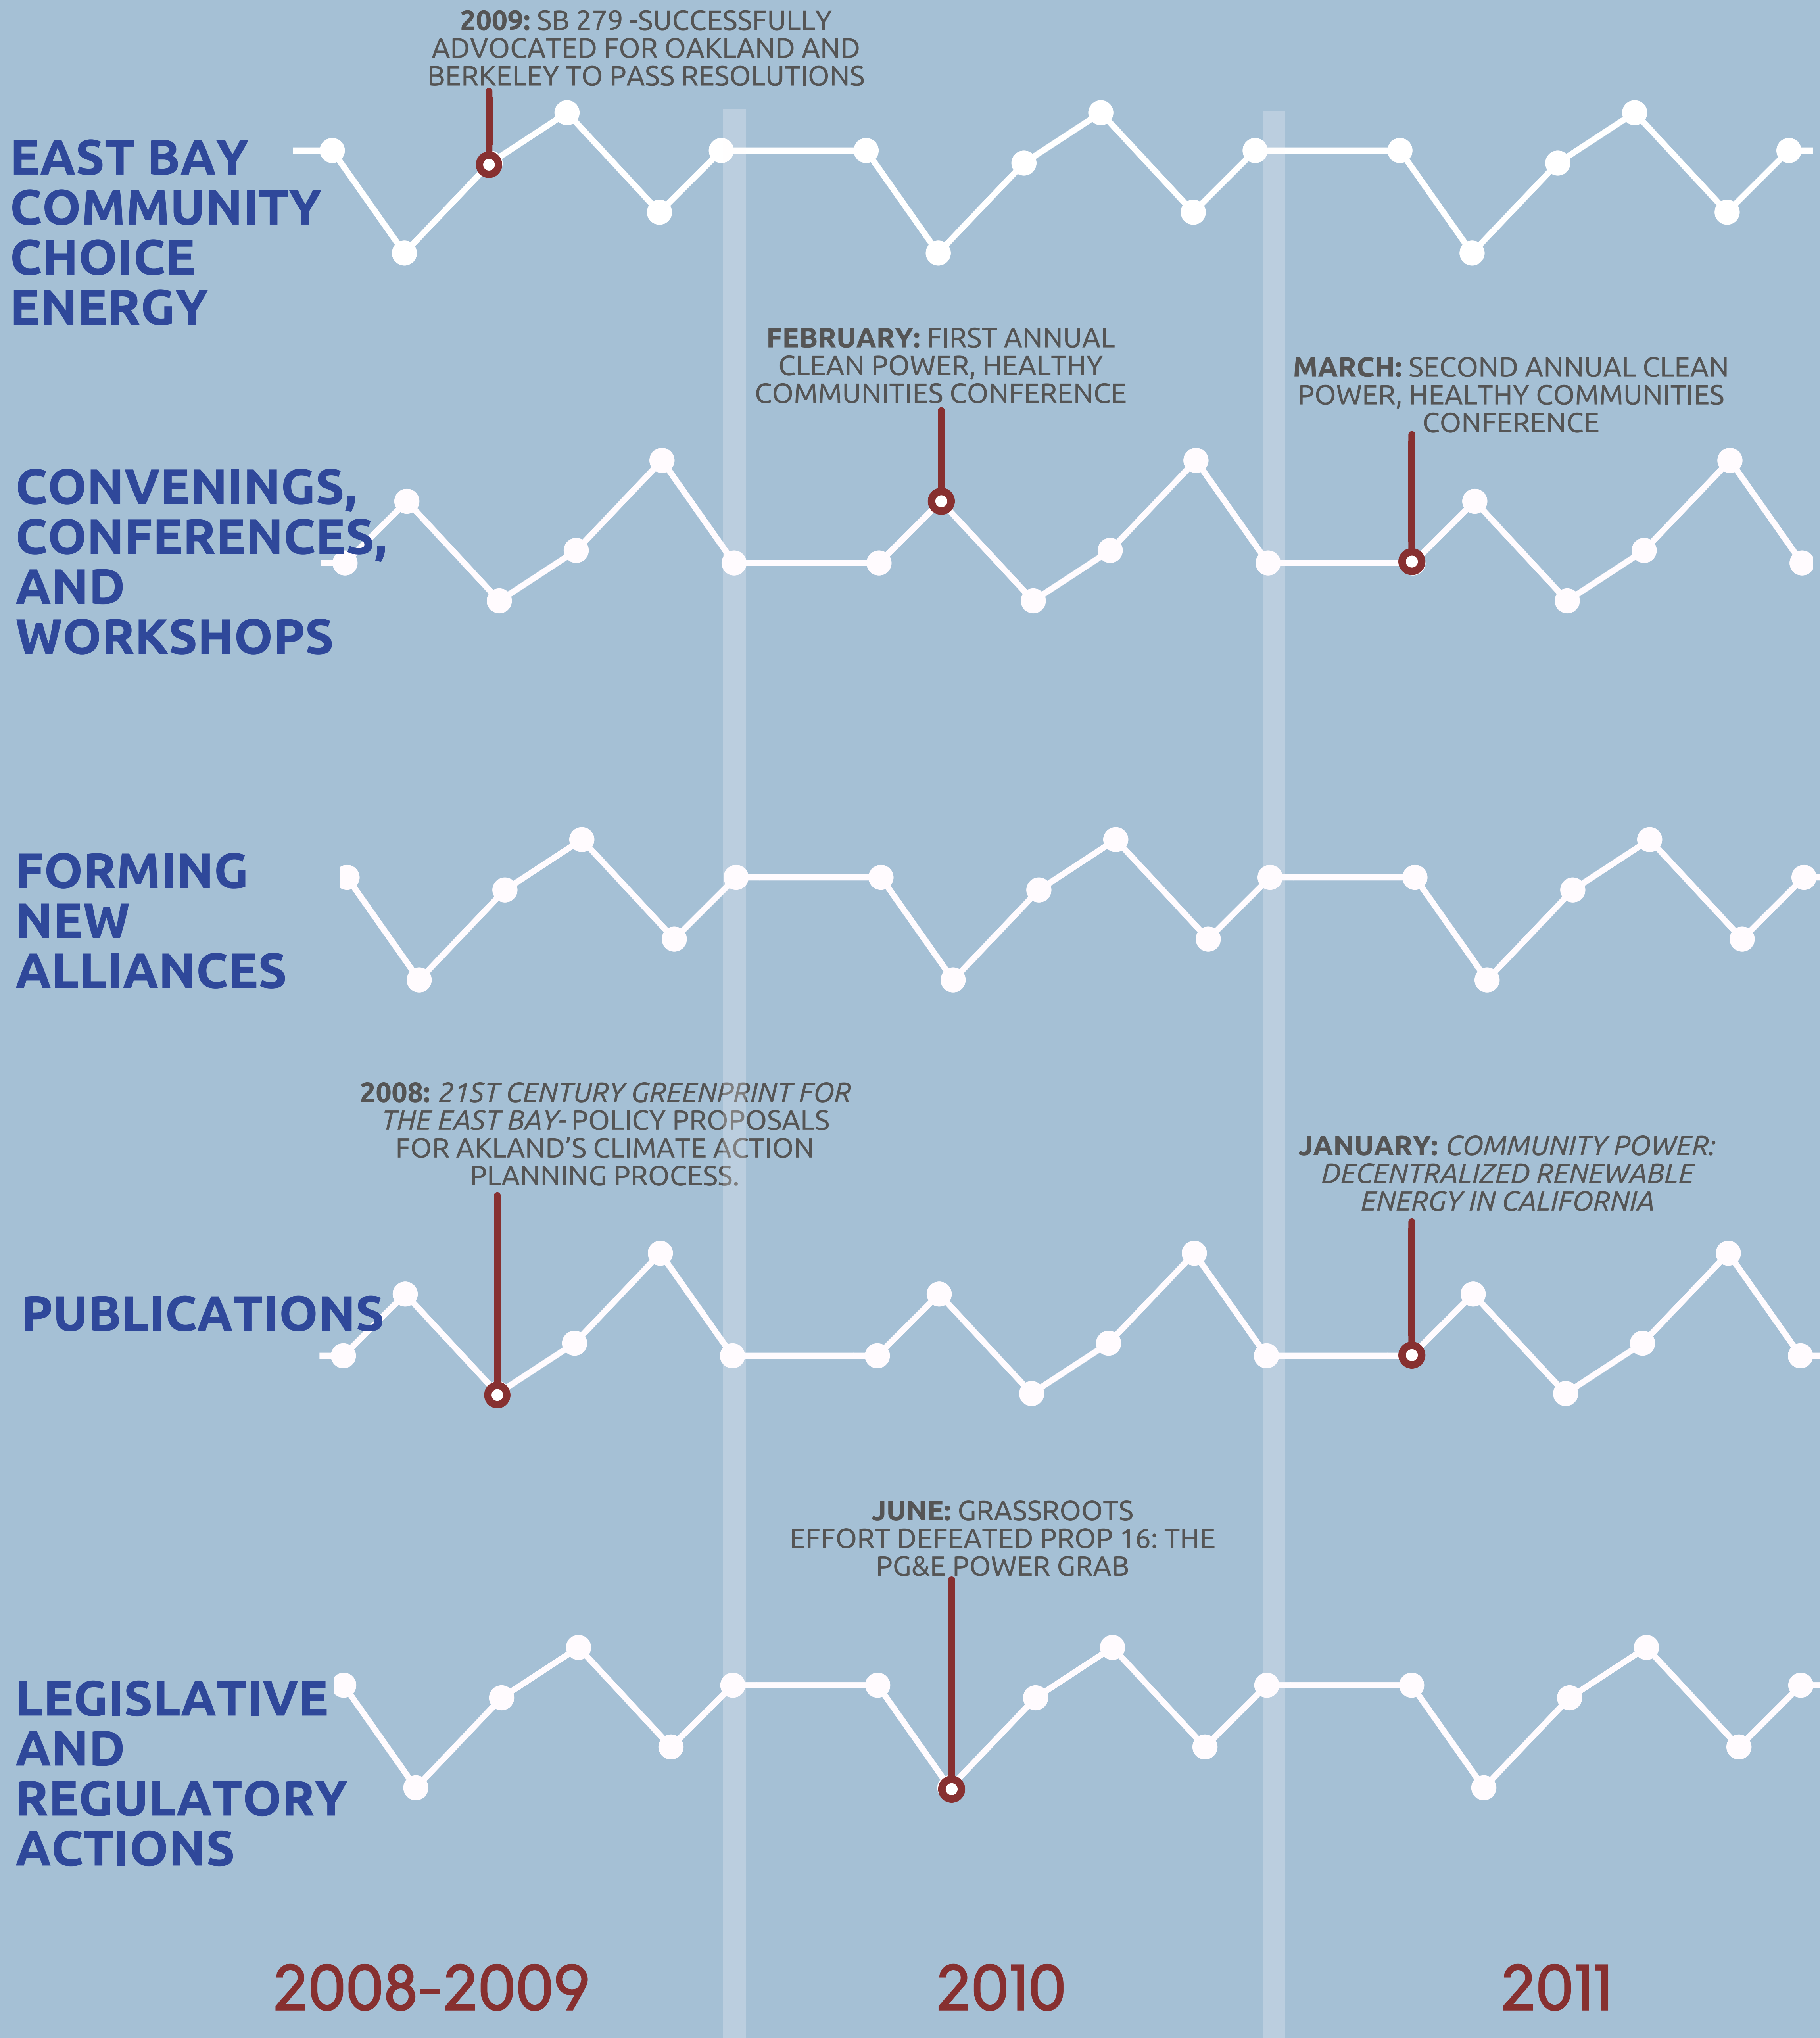 2009: SB 279 -SUCCESSFULLY
ADVOCATED FOR OAKLAND AND
BERKELEY TO PASS RESOLUTIONS
EAST BAY
COMMUNITY
CHOICE
ENERGY
FEBRUARY: FIRST ANNUAL
CLEAN POWER, HEALTHY
COMMUNITIES CONFERENCE
MARCH: SECOND ANNUAL CLEAN
POWER, HEALTHY COMMUNITIES
CONFERENCE
CONVENINGS,
CONFERENCES,
AND
WORKSHOPS
FORMING
NEW
ALLIANCES
2008: 21ST CENTURY GREENPRINT FOR
THE EAST BAY- POLICY PROPOSALS
FOR AKLAND’S CLIMATE ACTION
PLANNING PROCESS.
JANUARY: COMMUNITY POWER:
DECENTRALIZED RENEWABLE
ENERGY IN CALIFORNIA
PUBLICATIONS
JUNE: GRASSROOTS
EFFORT DEFEATED PROP 16: THE
PG&E POWER GRAB
LEGISLATIVE
AND
REGULATORY
ACTIONS
2008-2009
2010
2011